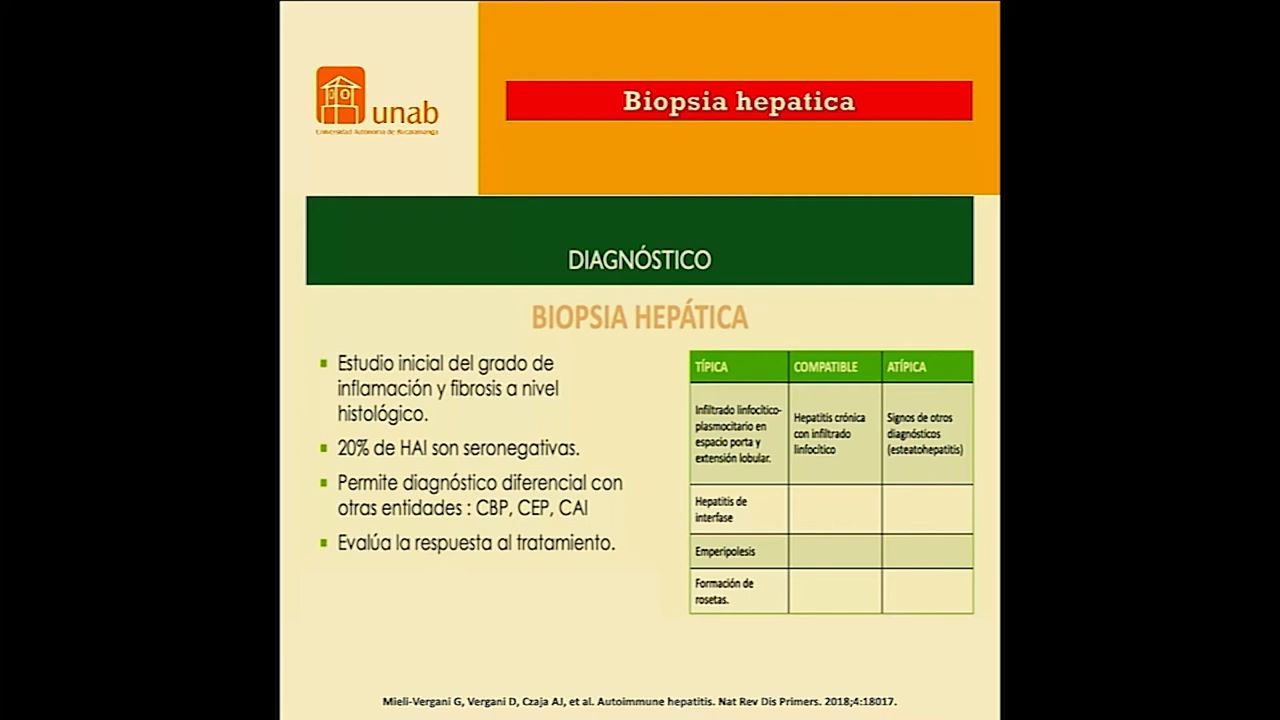 unab
Universidad Autónoma de Bucaramanga
Biopsia hepatica
DIAGNÓSTICO
BIOPSIA HEPÁTICA
Estudio inicial del grado de
inflamación y fibrosis a nivel
histológico.
20% de HAI son seronegativas.
Permite diagnóstico diferencial con
otras entidades : CBP, CEP, CAI
Evalúa la respuesta al tratamiento.
TÍPICA COMPATIBLE ATÍPICA
Infiltrado linfocítico-
plasmocitario en
espacio porta y
extensión lobular.
Hepatitis crónica
con infiltrado
linfocítico
Signos de otros
diagnósticos
(esteatohepatitis)
Hepatitis de
interfase
Emperipolesis
Formación de
rosetas.
Mieli-Vergani G, Vergani D, Czaja AJ, et al. Autoimmune hepatitis. Nat Rev Dis Primers. 2018;4:18017.